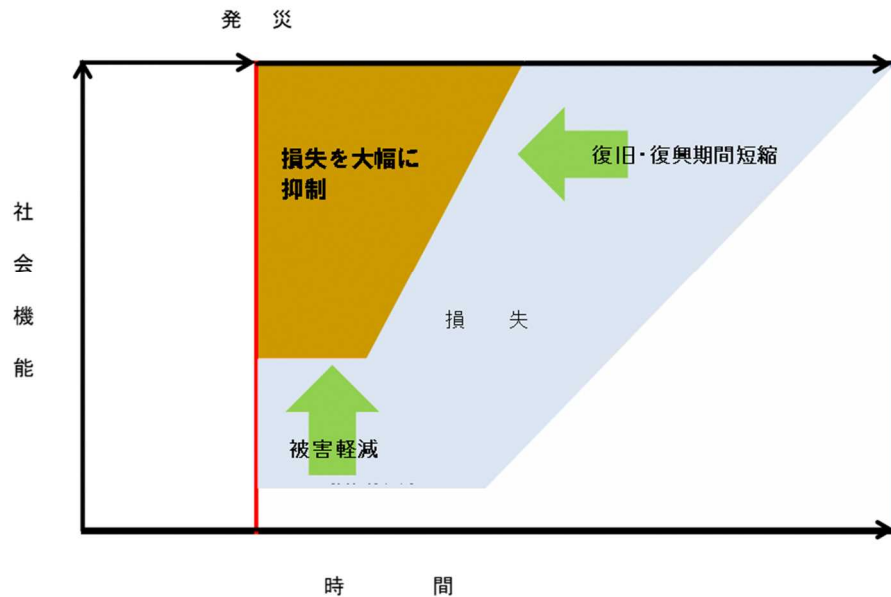 発 災
損失を大幅に
抑制
復旧・復興期間短縮
社会機能
損 失
被害軽減
時 間